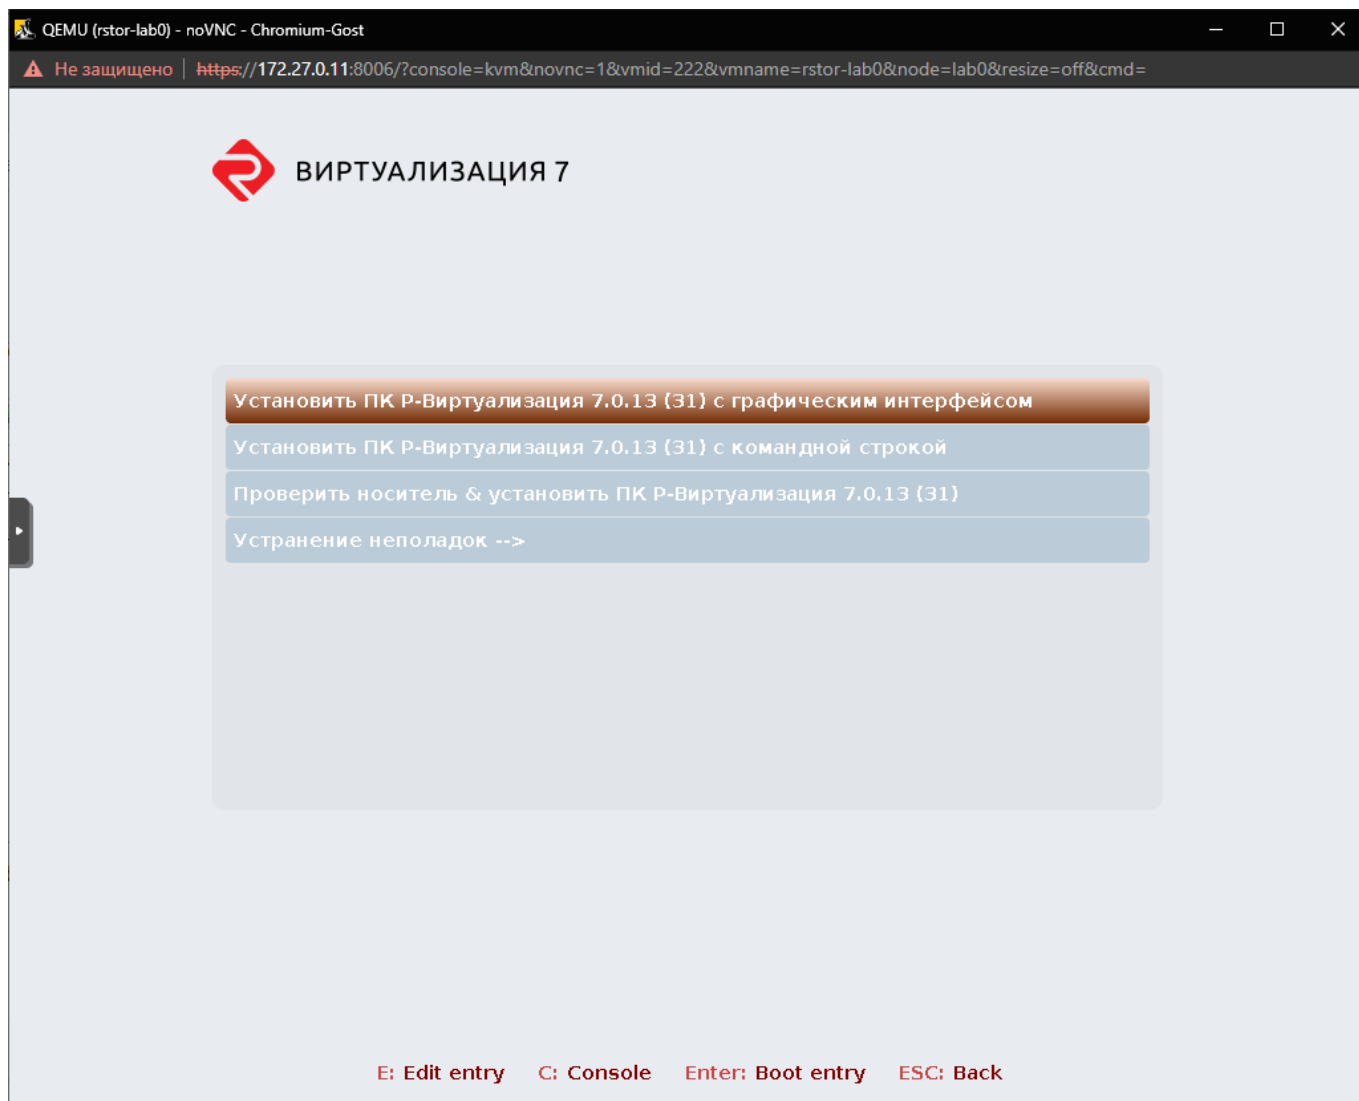 QEMU (rstor-lab0) - noVNC - Chromium-Gost
Не защищено | https://172.27.0.11:8006/?console=kvm&novnc=1&vmid=222&vmname=rstor-lab0&node=lab0&resize=off&cmd=
ВИРТУАЛИЗАЦИЯ 7
Установить ПК Р-Виртуализация 7.0.13 (31) с графическим интерфейсом
Установить ПК Р-Виртуализация 7.0.13 (31) с командной строкой
Проверить носитель & установить ПК Р-Виртуализация 7.0.13 (31)
Устранение неполадок -->
E: Edit entry C: Console Enter: Boot entry ESC: Back